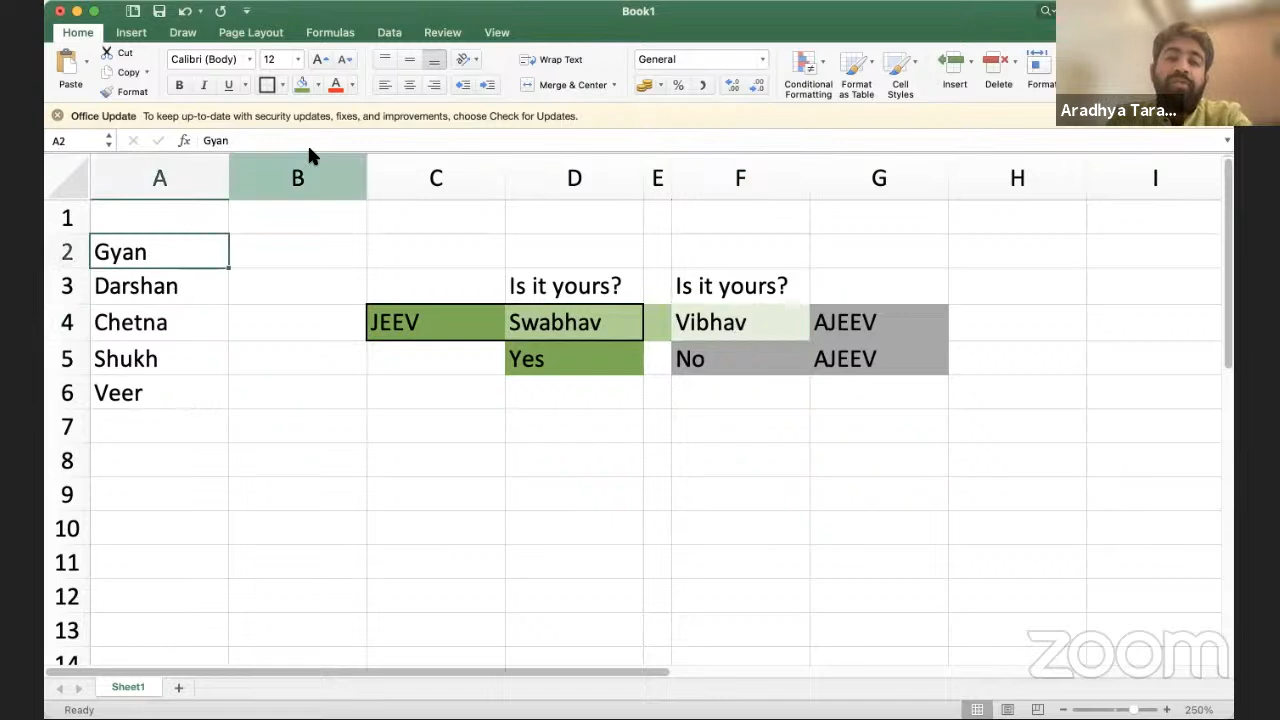 Book1
Home Insert Draw Page Layout Formulas Data Review View
Paste
Cut
Copy
Format
Calibri (Body) 12
Wrap Text
Merge & Center
General
Conditional Formatting
Format as Table
Cell Styles
Insert
Delete
Format
Aradhya Tara...
Office Update To keep up-to-date with security updates, fixes, and improvements, choose Check for Updates.
A2 fx Gyan
A B C D E F G H I
1
2 Gyan
3 Darshan Is it yours? Is it yours?
4 Chetna JEEV Swabhav Vibhav AJEEV
5 Shukh Yes No AJEEV
6 Veer
7
8
9
10
11
12
13
14
zoom
Sheet1
Ready 250%